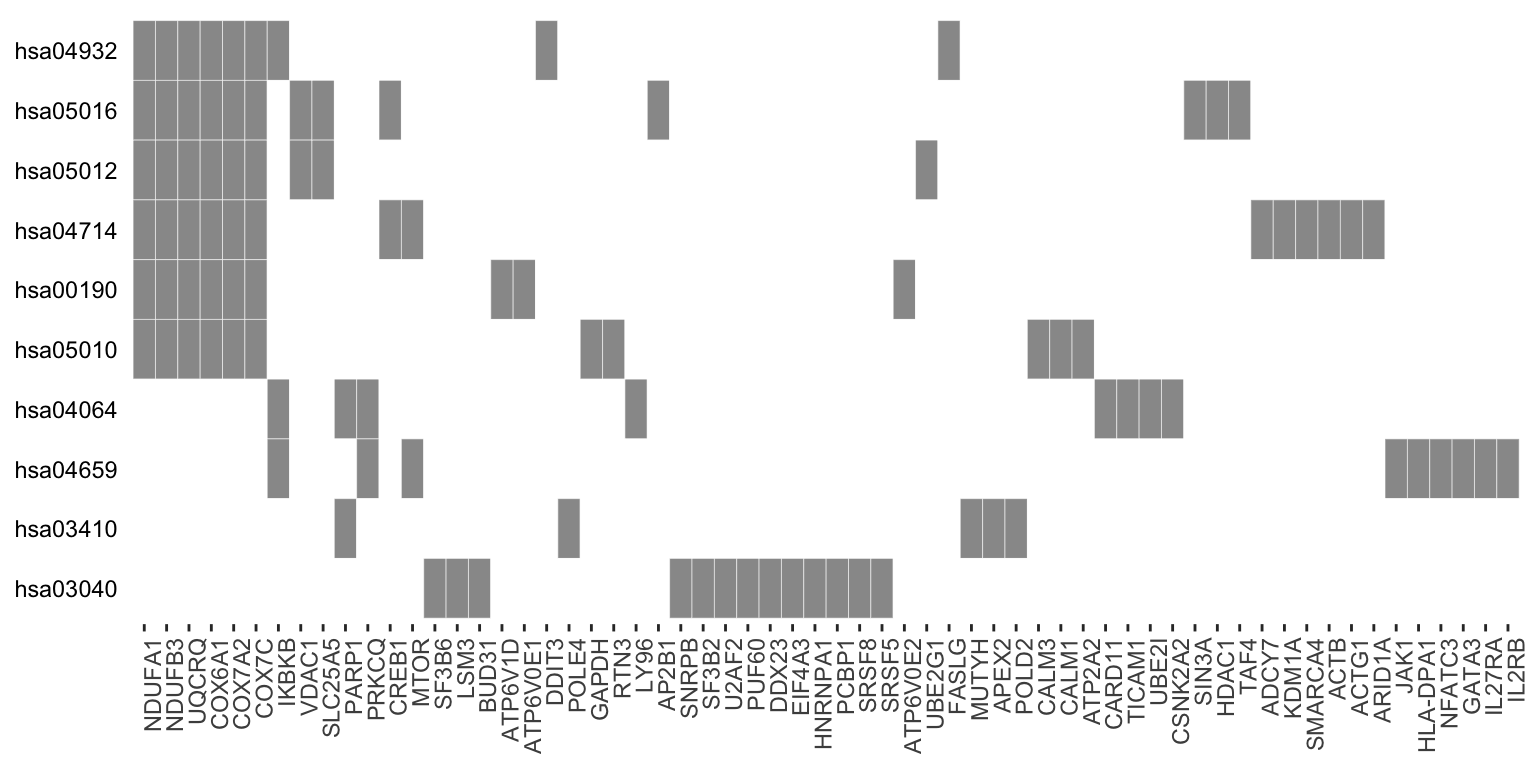 hsa04932
hsa05016
hsa05012
hsa04714
hsa00190
hsa05010
hsa04064
hsa04659
hsa03410
hsa03040
NDUFA1
NDUFB3
UQCRQ
COX6A1
COX7A2
COX7C
IKBKB
VDAC1
SLC25A5
PARP1
PRKCQ
CREB1
MTOR
SF3B6
LSM3
BUD31
ATP6V1D
ATP6V0E1
DDIT3
POLE4
GAPDH
RTN3
LY96
AP2B1
SNRPB
SF3B2
U2AF2
PUF60
DDX23
EIF4A3
HNRNPA1
PCBP1
SRSF8
SRSF5
ATP6V0E2
UBE2G1
FASLG
MUTYH
APEX2
POLD2
CALM3
CALM1
ATP2A2
CARD11
TICAM1
UBE2I
CSNK2A2
SIN3A
HDAC1
TAF4
ADCY7
KDM1A
SMARCA4
ACTB
ACTG1
ARID1A
JAK1
HLA-DPA1
NFATC3
GATA3
IL27RA
IL2RB